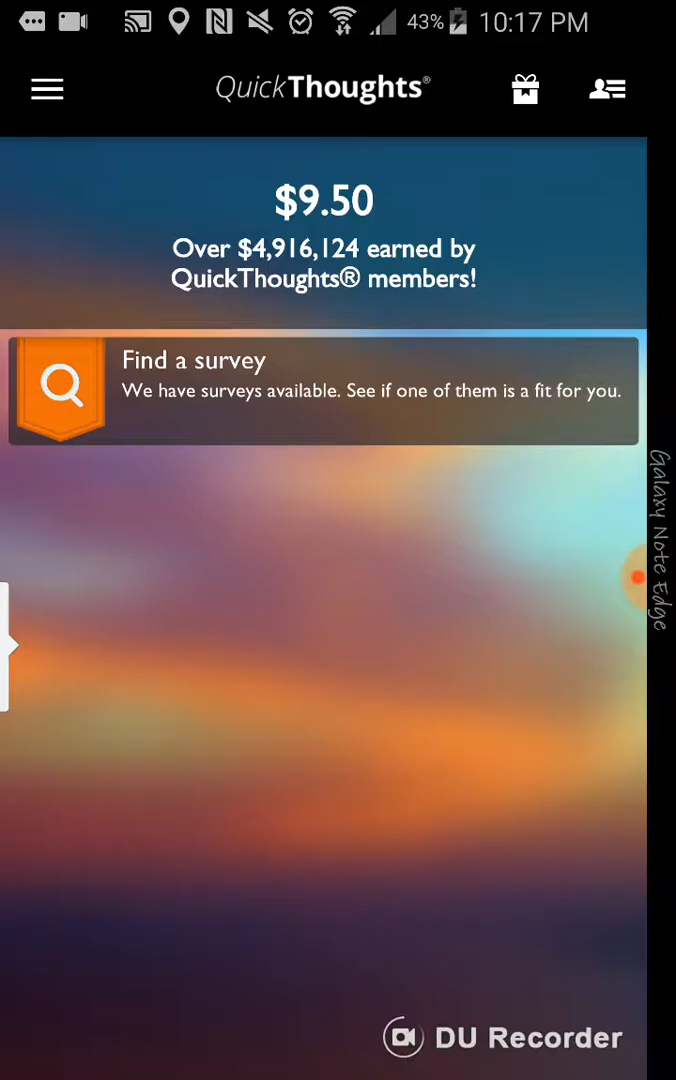 43% 10:17 PM
QuickThoughts®
$9.50
Over $4,916,124 earned by
QuickThoughts® members!
Find a survey
We have surveys available. See if one of them is a fit for you.
Galaxy Note Edge
DU Recorder